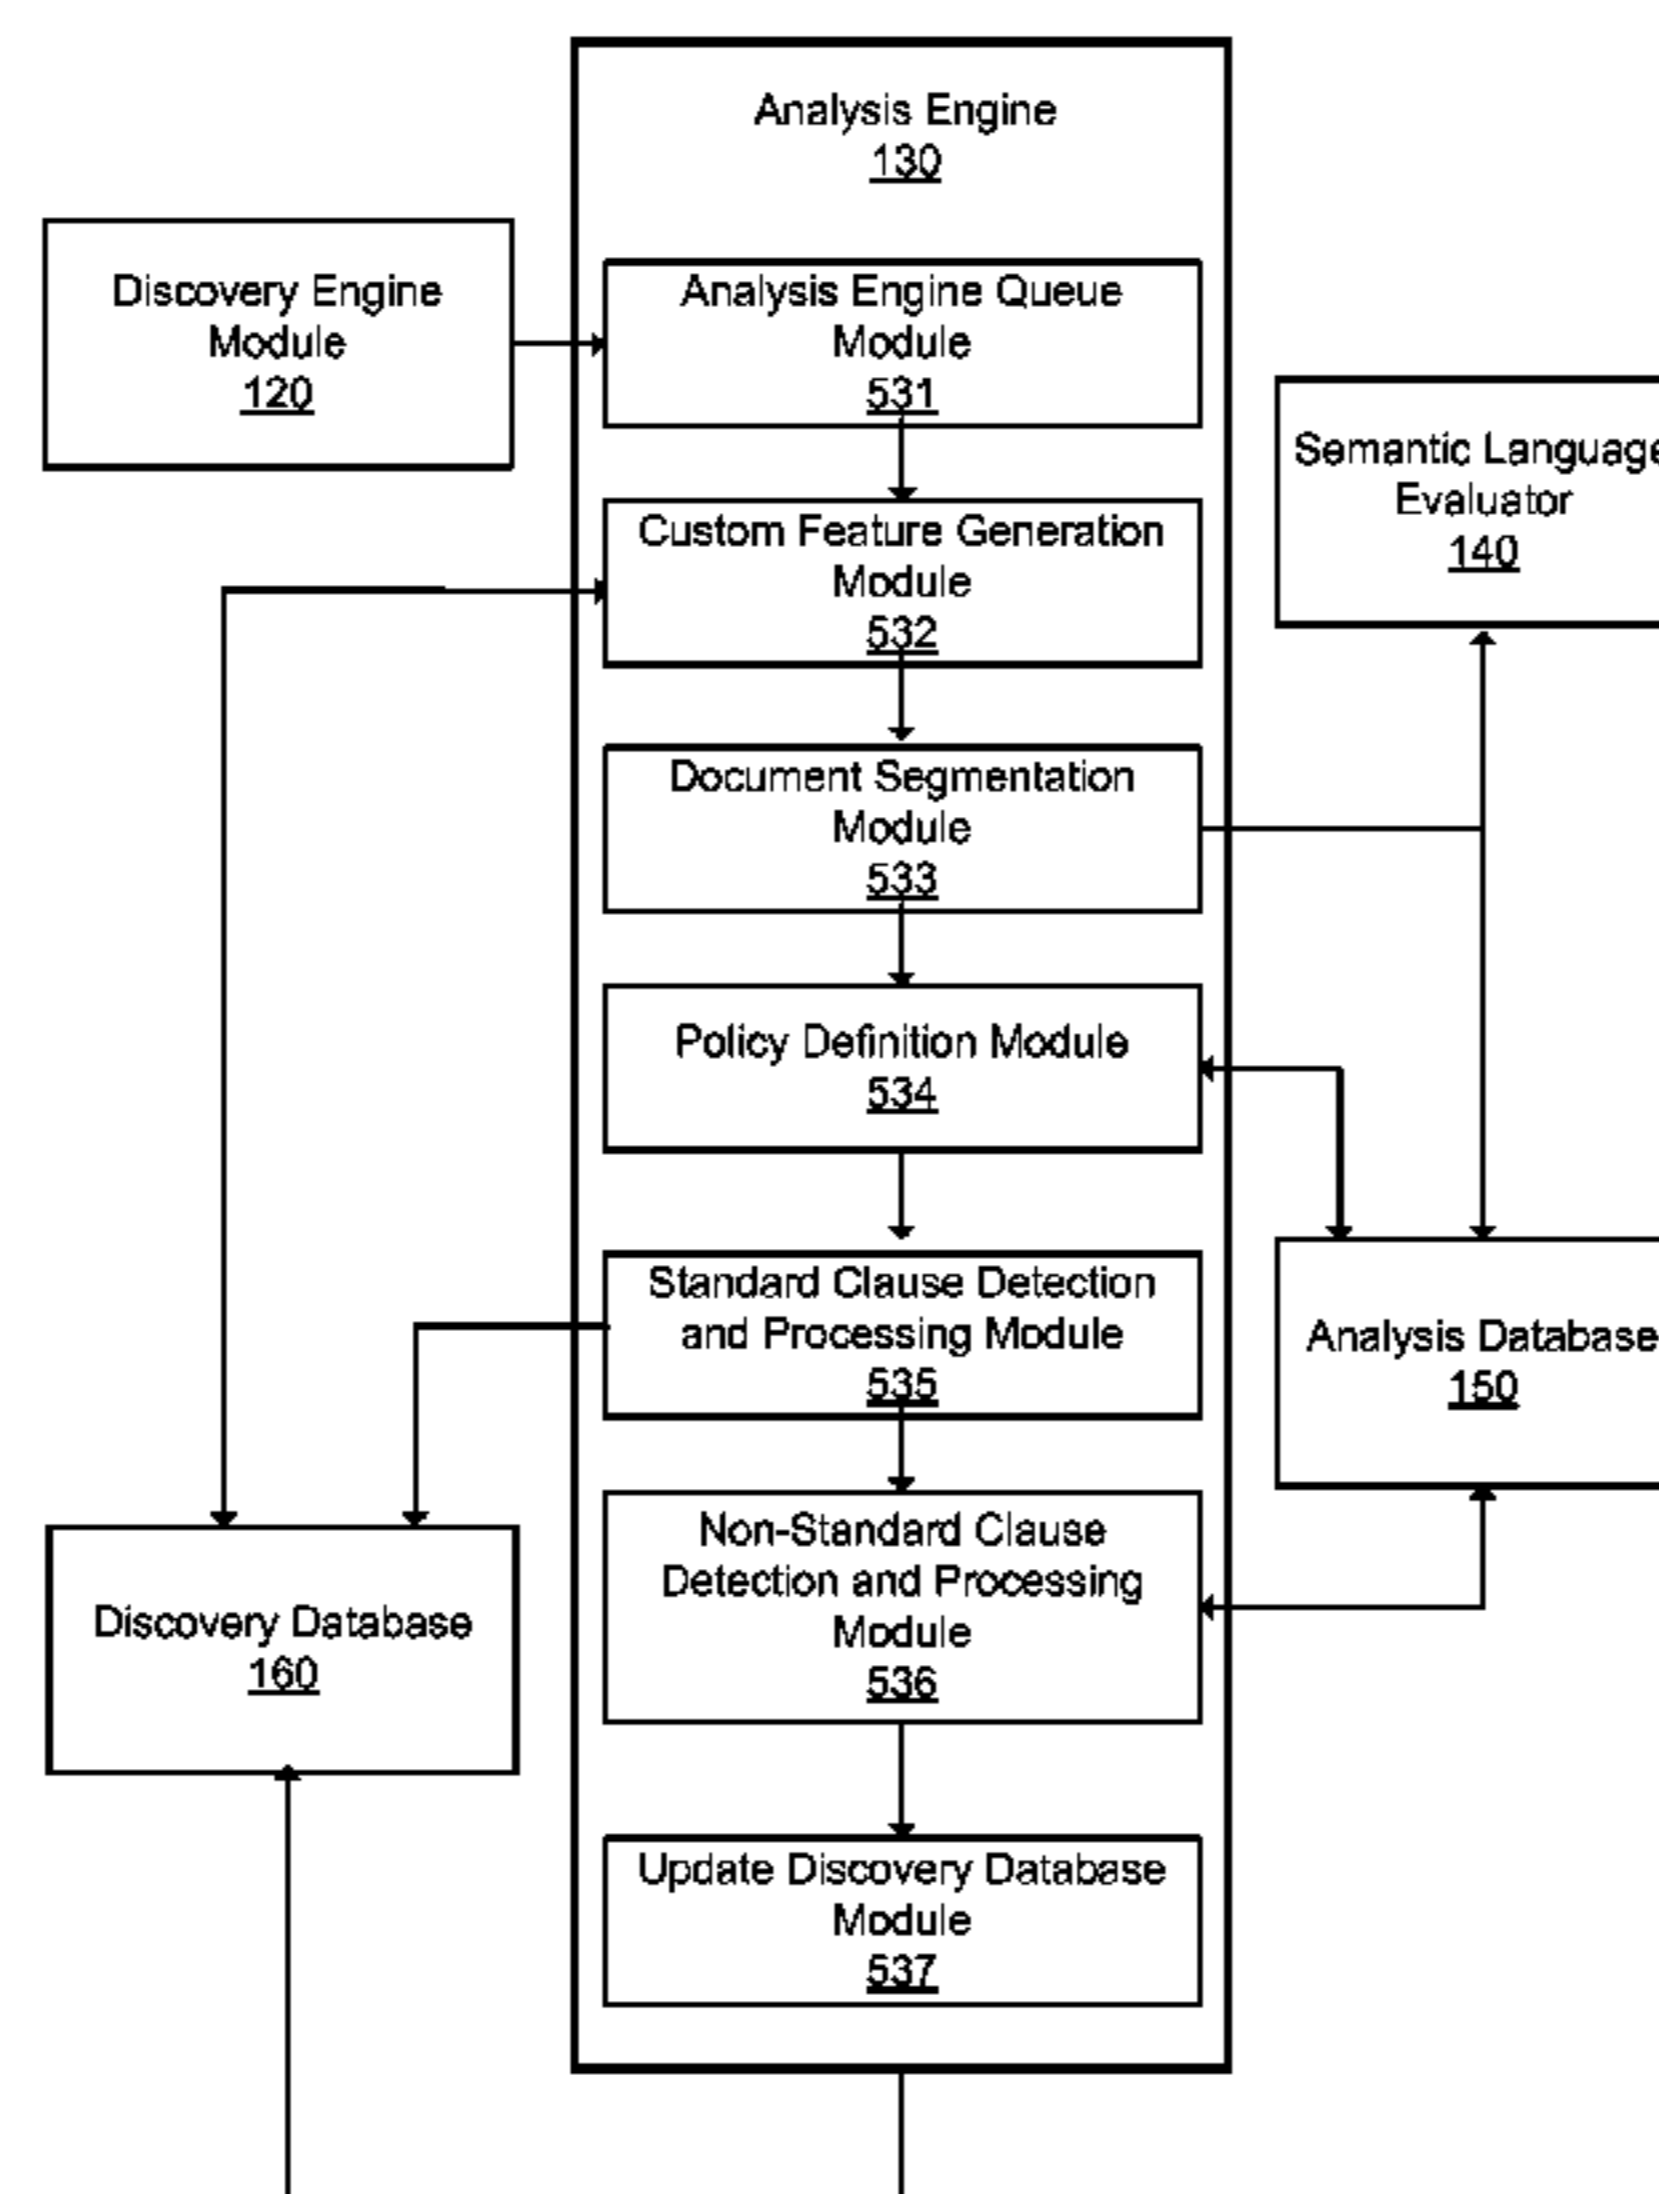 Analysis Engine
130
Discovery Engine
Module
120
Analysis Engine Queue
Module
531
Semantic Language
Evaluator
140
Custom Feature Generation
Module
532
Document Segmentation
Module
533
Policy Definition Module
534
Standard Clause Detection
and Processing Module
535
Analysis Database
150
Non-Standard Clause
Detection and Processing
Module
536
Discovery Database
160
Update Discovery Database
Module
537